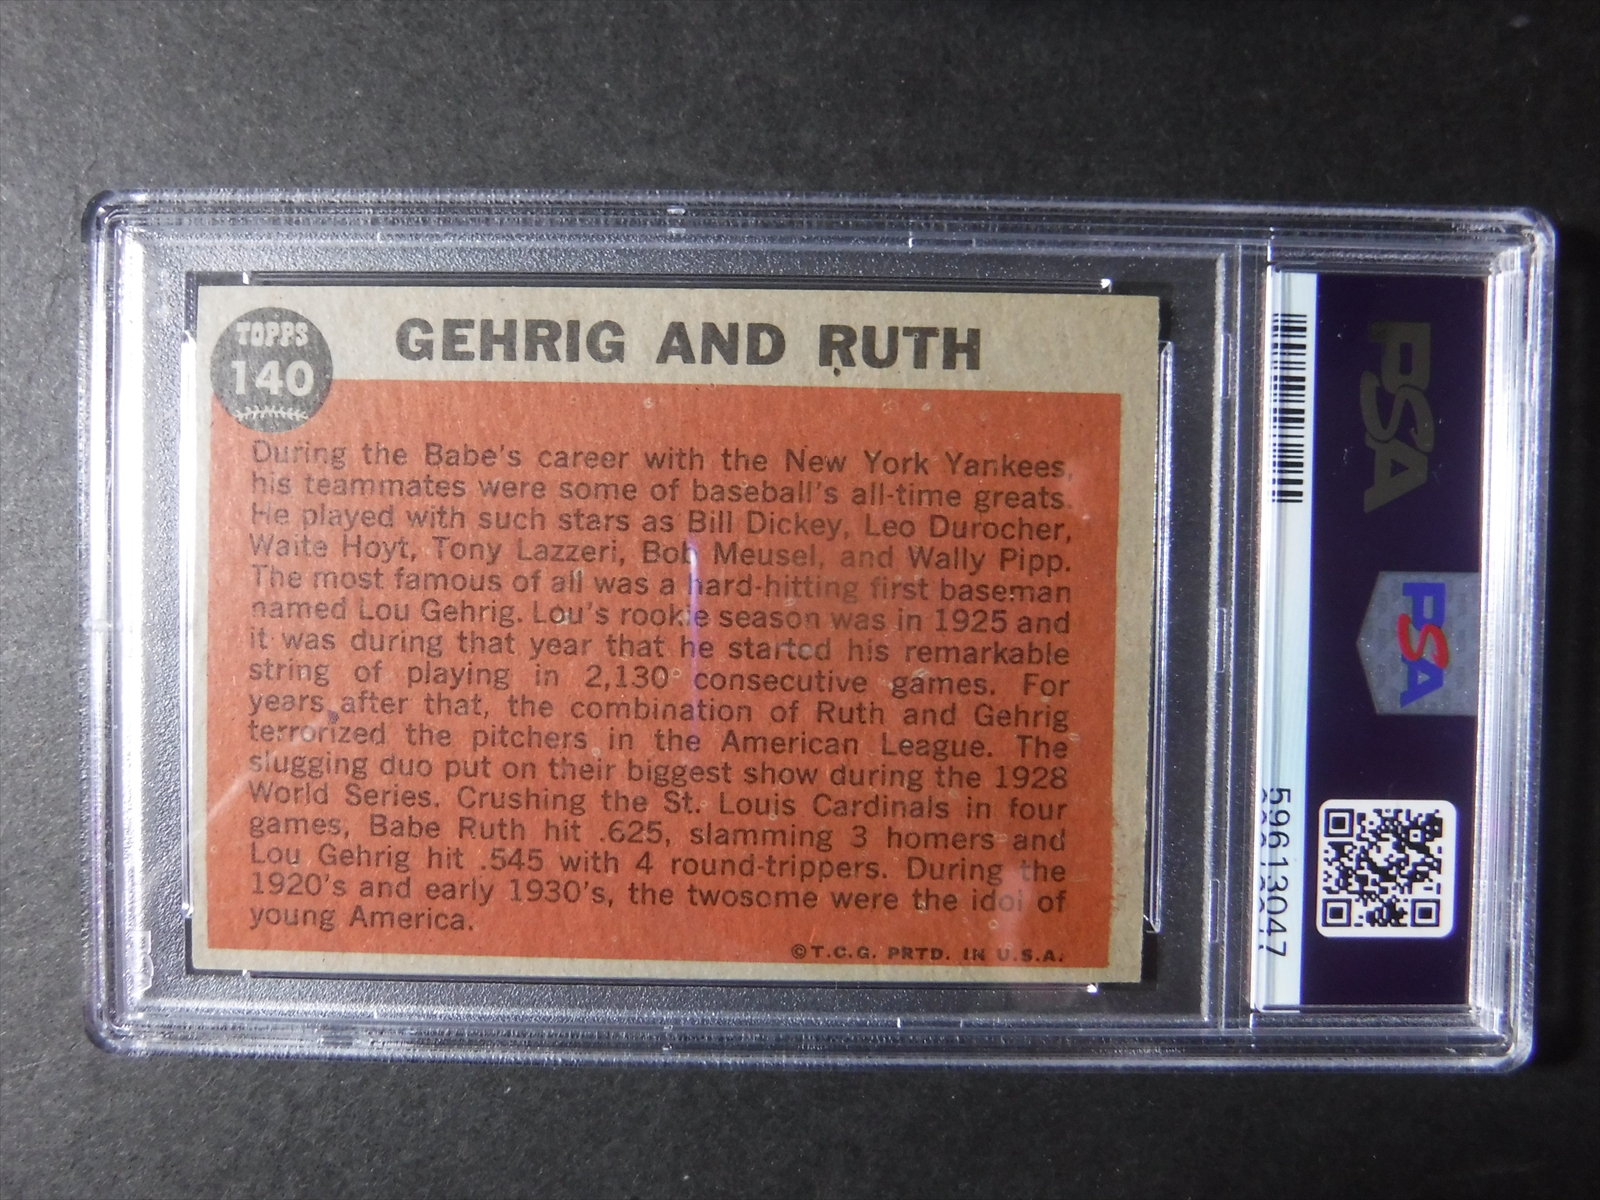 TOPPS
140
GEHRIG AND RUTH
During the Babe's career with the New York Yankees,
his teammates were some of baseball's all-time greats.
He played with such stars as Bill Dickey, Leo Durocher,
Waite Hoyt, Tony Lazzeri, Bob Meusel, and Wally Pipp.
The most famous of all was a hard-hitting first baseman
named Lou Gehrig. Lou's rookie season was in 1925 and
it was during that year that he started his remarkable
string of playing in 2,130 consecutive games. For
years after that, the combination of Ruth and Gehrig
terrorized the pitchers in the American League. The
slugging duo put on their biggest show during the 1928
World Series. Crushing the St. Louis Cardinals in four
games, Babe Ruth hit .625, slamming 3 homers and
Lou Gehrig hit .545 with 4 round-trippers. During the
1920's and early 1930's, the twosome were the idol of
young America.
©T.C.G. PRTD. IN U.S.A.
PSA
PSA
59613047